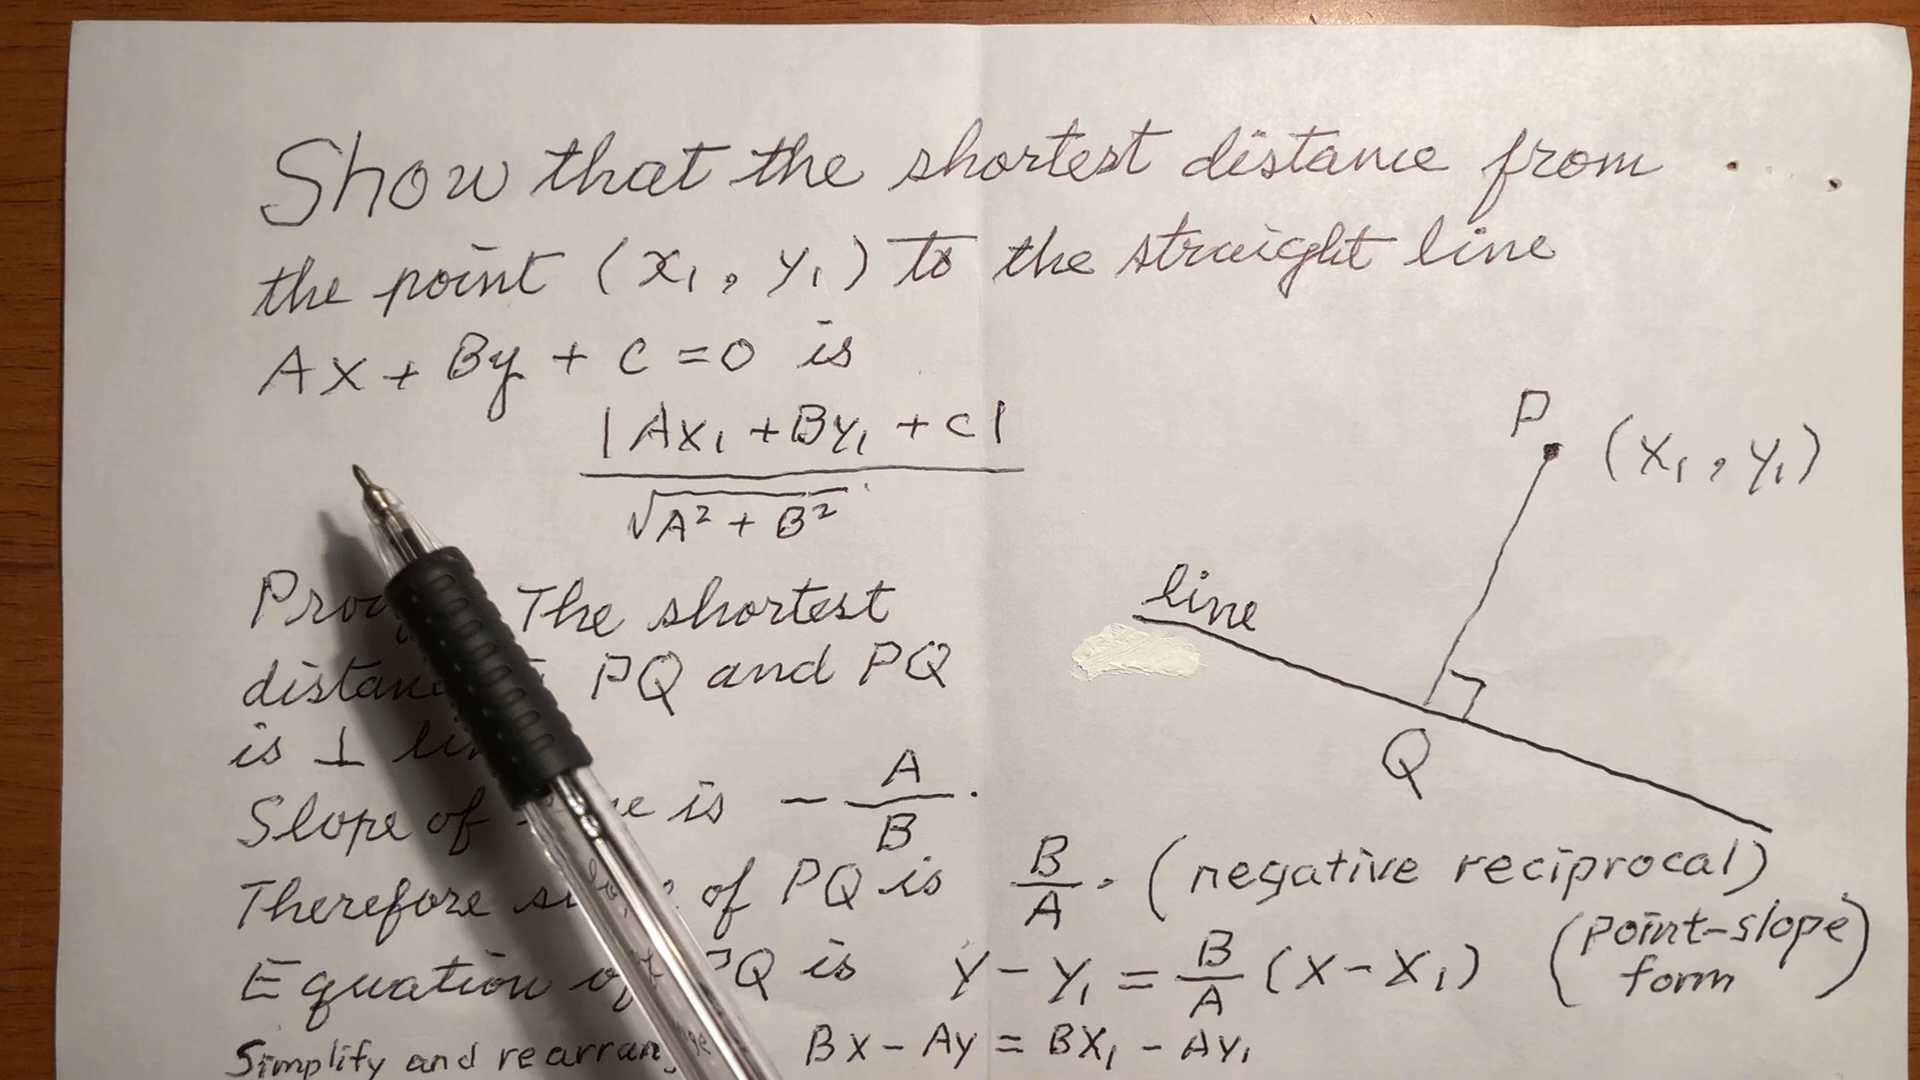 Show that the shortest distance from
the point (x₁, y₁) to the straight line
Ax + By + C = 0 is
|Ax₁ + By₁ + C|
√A² + B²
P (x₁, y₁)
line
Q
The shortest
PQ and PQ
is ⊥
Slope of is - A/B.
Therefore of PQ is B/A. (negative reciprocal)
Equation of Q is y - y₁ = B/A (x - x₁) (point-slope form)
Simplify and Bx - Ay = Bx₁ - Ay₁